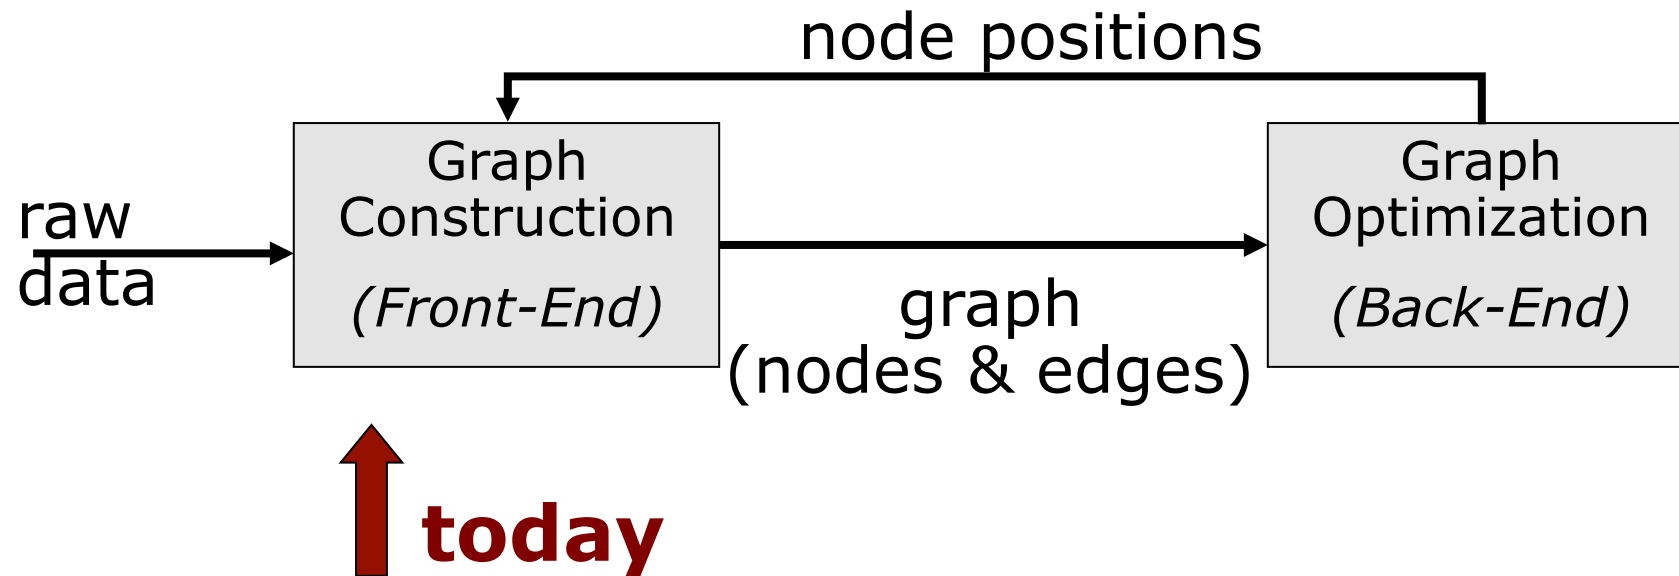 node positions
raw
data
Graph
Construction
(Front-End)
graph
(nodes & edges)
Graph
Optimization
(Back-End)
today